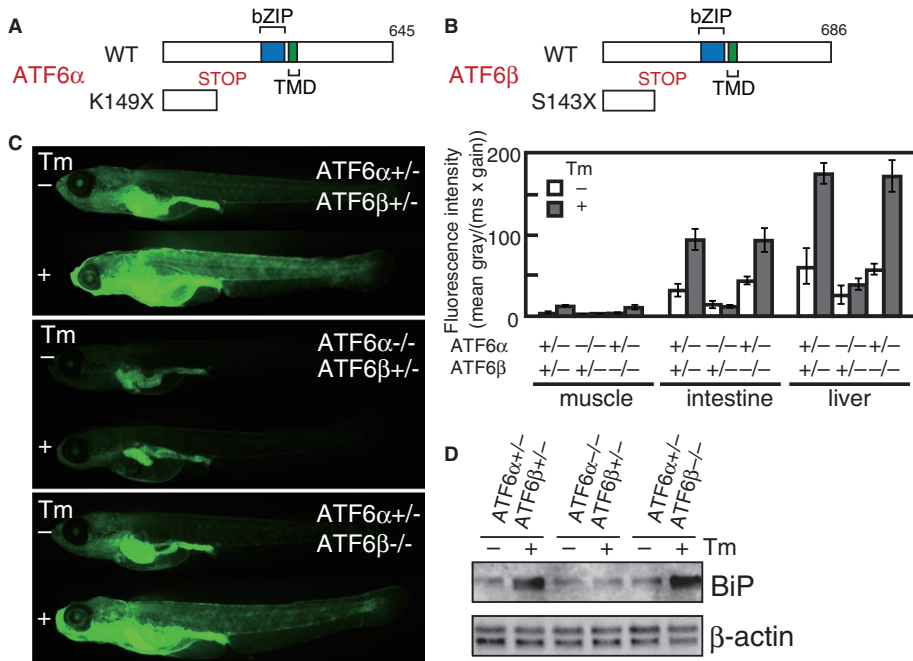 A
bZIP
645
WT
ATF6α
STOP
TMD
K149X
B
bZIP
686
WT
ATF6β
STOP
TMD
S143X
C
Tm
–
ATF6α+/-
ATF6β+/-
+
Tm
–
ATF6α-/-
ATF6β+/-
+
Tm
–
ATF6α+/-
ATF6β-/-
+
Fluorescence intensity
(mean gray/(ms x gain))
200
100
0
Tm
–
+
ATF6α +/– –/– +/– +/– –/– +/– +/– –/– +/–
ATF6β +/– +/– –/– +/– +/– –/– +/– +/– –/–
muscle intestine liver
D
ATF6α+/–
ATF6β+/–
ATF6α–/–
ATF6β+/–
ATF6α+/–
ATF6β–/–
– + – + – + Tm
BiP
β-actin